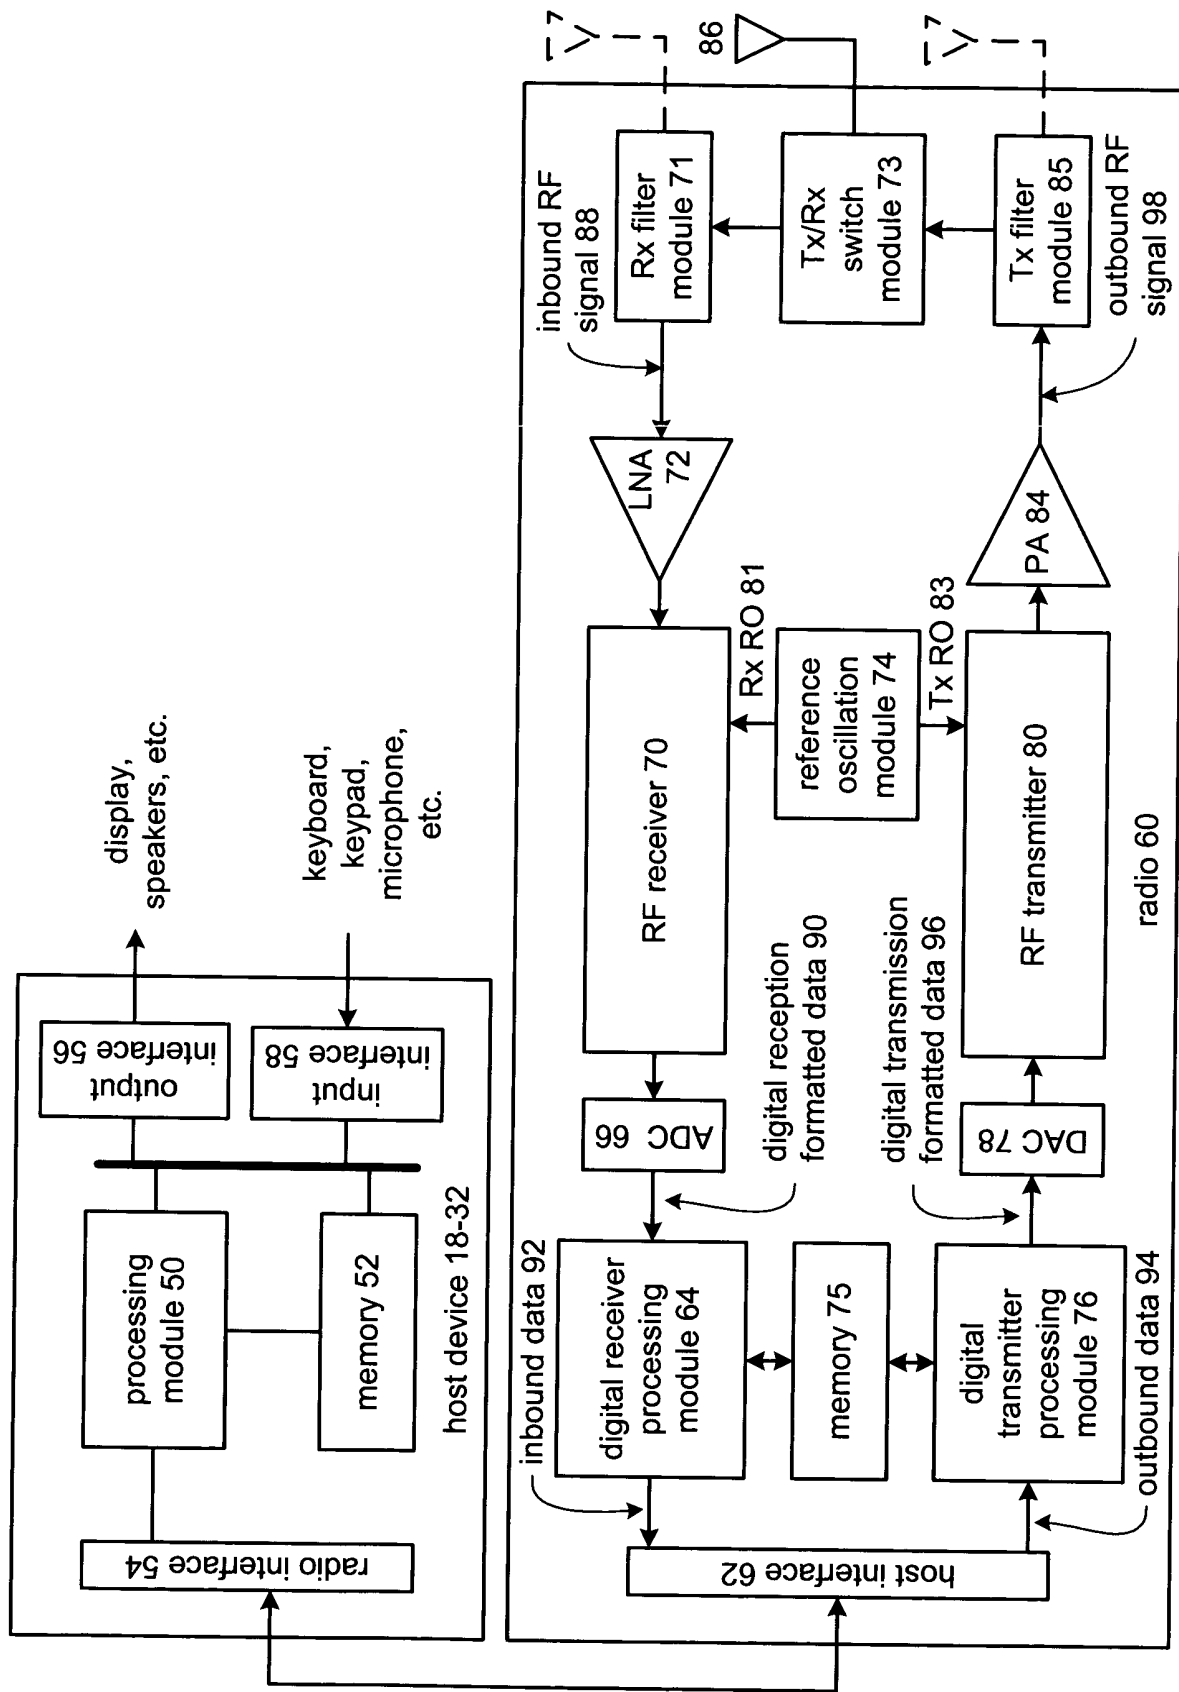 radio interface 54
processing
module 50
memory 52
output
interface 56
input
interface 58
display,
speakers, etc.
keyboard,
keypad,
microphone,
etc.
host device 18-32
host interface 62
inbound data 92
digital receiver
processing
module 64
memory 75
digital
transmitter
processing
module 76
outbound data 94
ADC 66
digital reception
formatted data 90
digital transmission
formatted data 96
DAC 78
RF receiver 70
Rx RO 81
reference
oscillation
module 74
Tx RO 83
RF transmitter 80
radio 60
LNA
72
PA 84
inbound RF
signal 88
Rx filter
module 71
Tx/Rx
switch
module 73
Tx filter
module 85
outbound RF
signal 98
86